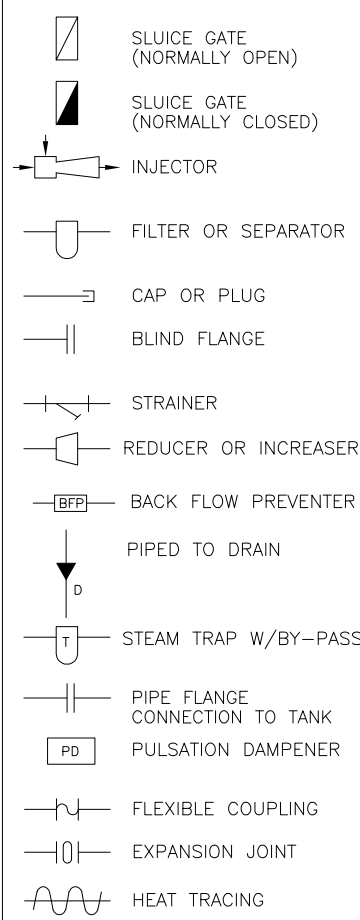 SLUICE GATE
(NORMALLY OPEN)
SLUICE GATE
(NORMALLY CLOSED)
INJECTOR
FILTER OR SEPARATOR
CAP OR PLUG
BLIND FLANGE
STRAINER
REDUCER OR INCREASER
BFP BACK FLOW PREVENTER
PIPED TO DRAIN
D
T STEAM TRAP W/BY-PASS
PIPE FLANGE
CONNECTION TO TANK
PD PULSATION DAMPENER
FLEXIBLE COUPLING
EXPANSION JOINT
HEAT TRACING